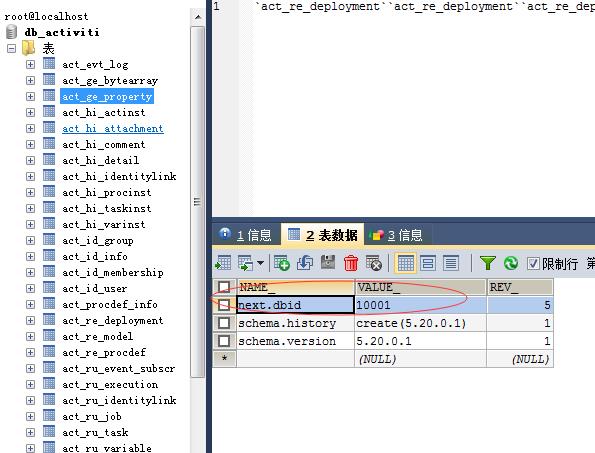 root@localhost
db_activiti
表
act_evt_log
act_ge_bytearray
act_ge_property
act_hi_actinst
act_hi_attachment
act_hi_comment
act_hi_detail
act_hi_identitylink
act_hi_procinst
act_hi_taskinst
act_hi_varinst
act_id_group
act_id_info
act_id_membership
act_id_user
act_procdef_info
act_re_deployment
act_re_model
act_re_procdef
act_ru_event_subscr
act_ru_execution
act_ru_identitylink
act_ru_job
act_ru_task
act_ru_variable
1 `act_re_deployment``act_re_deployment``act_re_dep
1 信息 2 表数据 3 信息
限制行 第
NAME_ VALUE_ REV_
next.dbid 10001 5
schema.history create(5.20.0.1) 1
schema.version 5.20.0.1 1
* (NULL) (NULL)